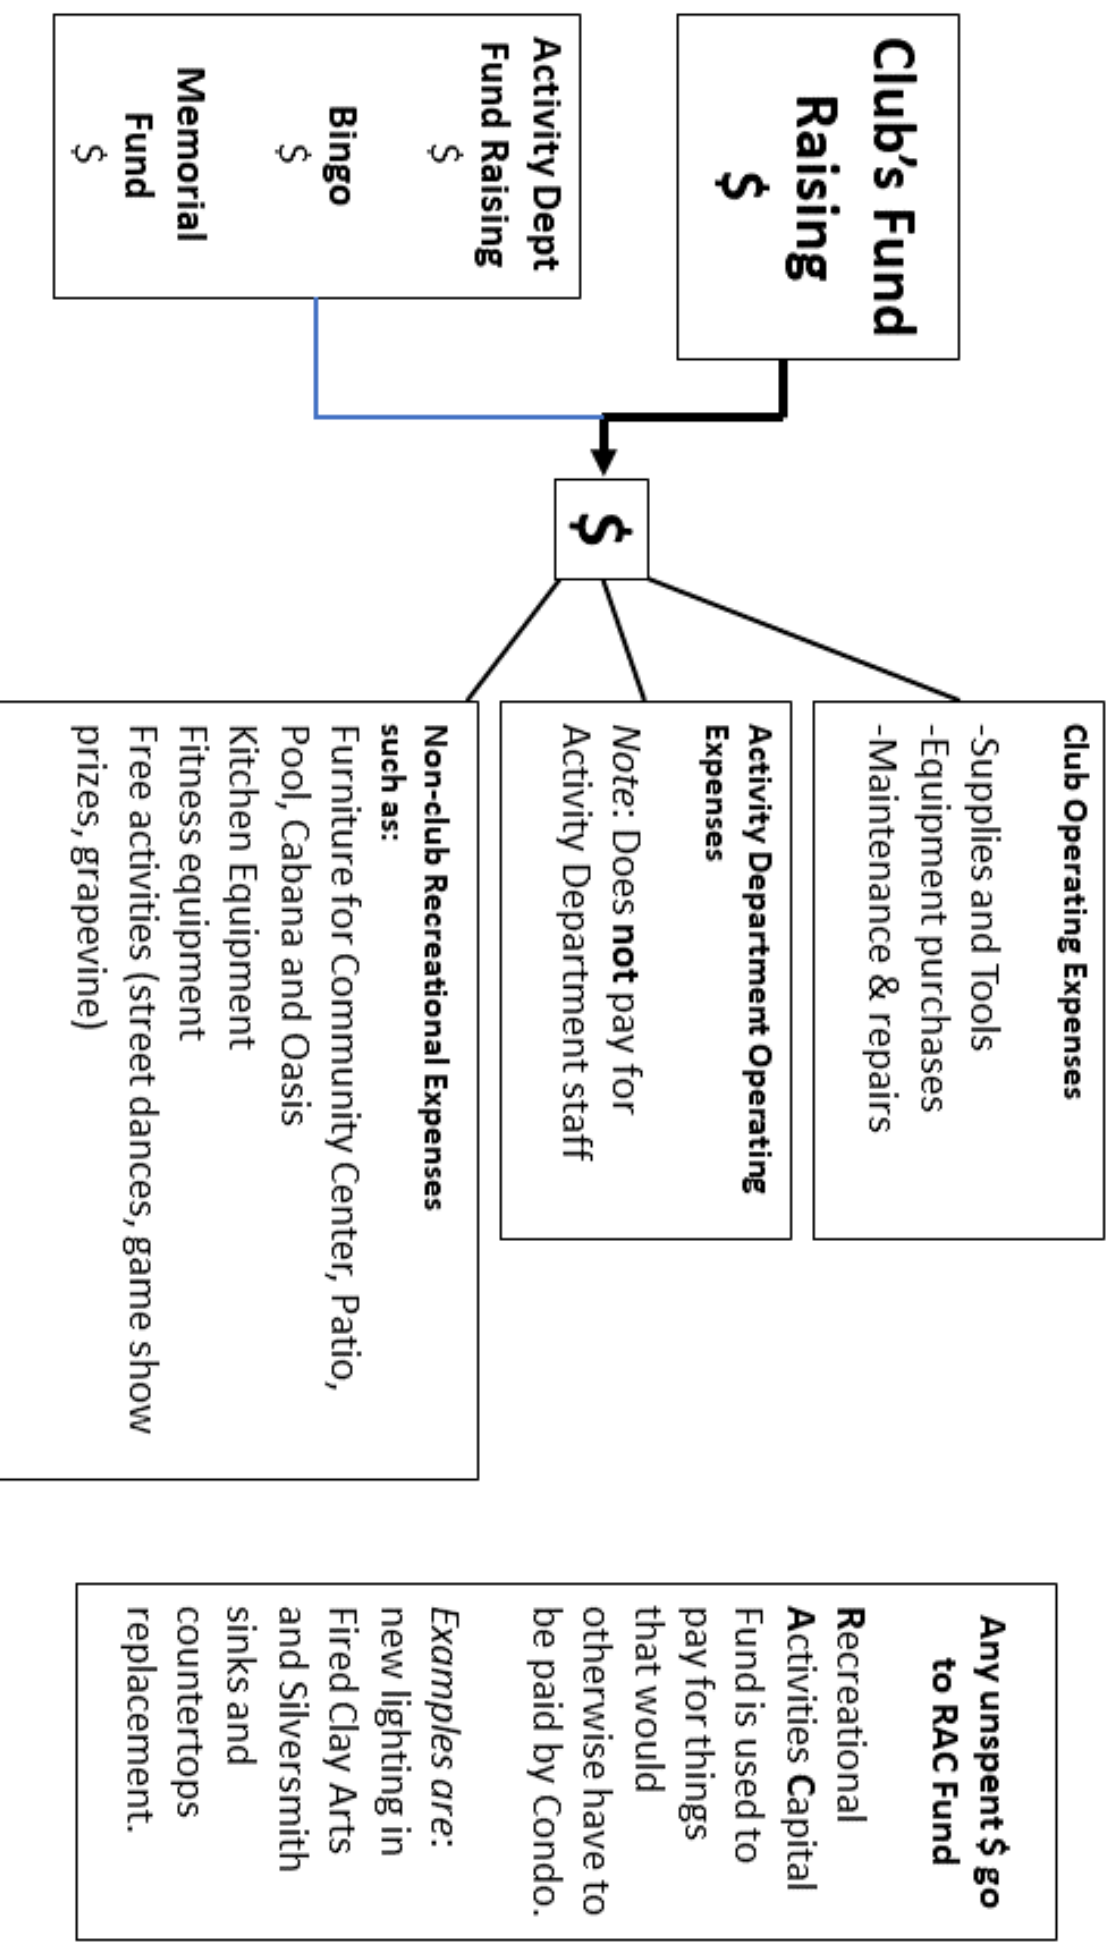 Club's Fund
Raising
$
Activity Dept
Fund Raising
$
Bingo
$
Memorial
Fund
$
$
Club Operating Expenses
-Supplies and Tools
-Equipment purchases
-Maintenance & repairs
Activity Department Operating
Expenses
Note: Does not pay for
Activity Department staff
Non-club Recreational Expenses
such as:
Furniture for Community Center, Patio,
Pool, Cabana and Oasis
Kitchen Equipment
Fitness equipment
Free activities (street dances, game show
prizes, grapevine)
Any unspent $ go
to RAC Fund
Recreational
Activities Capital
Fund is used to
pay for things
that would
otherwise have to
be paid by Condo.
Examples are:
new lighting in
Fired Clay Arts
and Silversmith
sinks and
countertops
replacement.